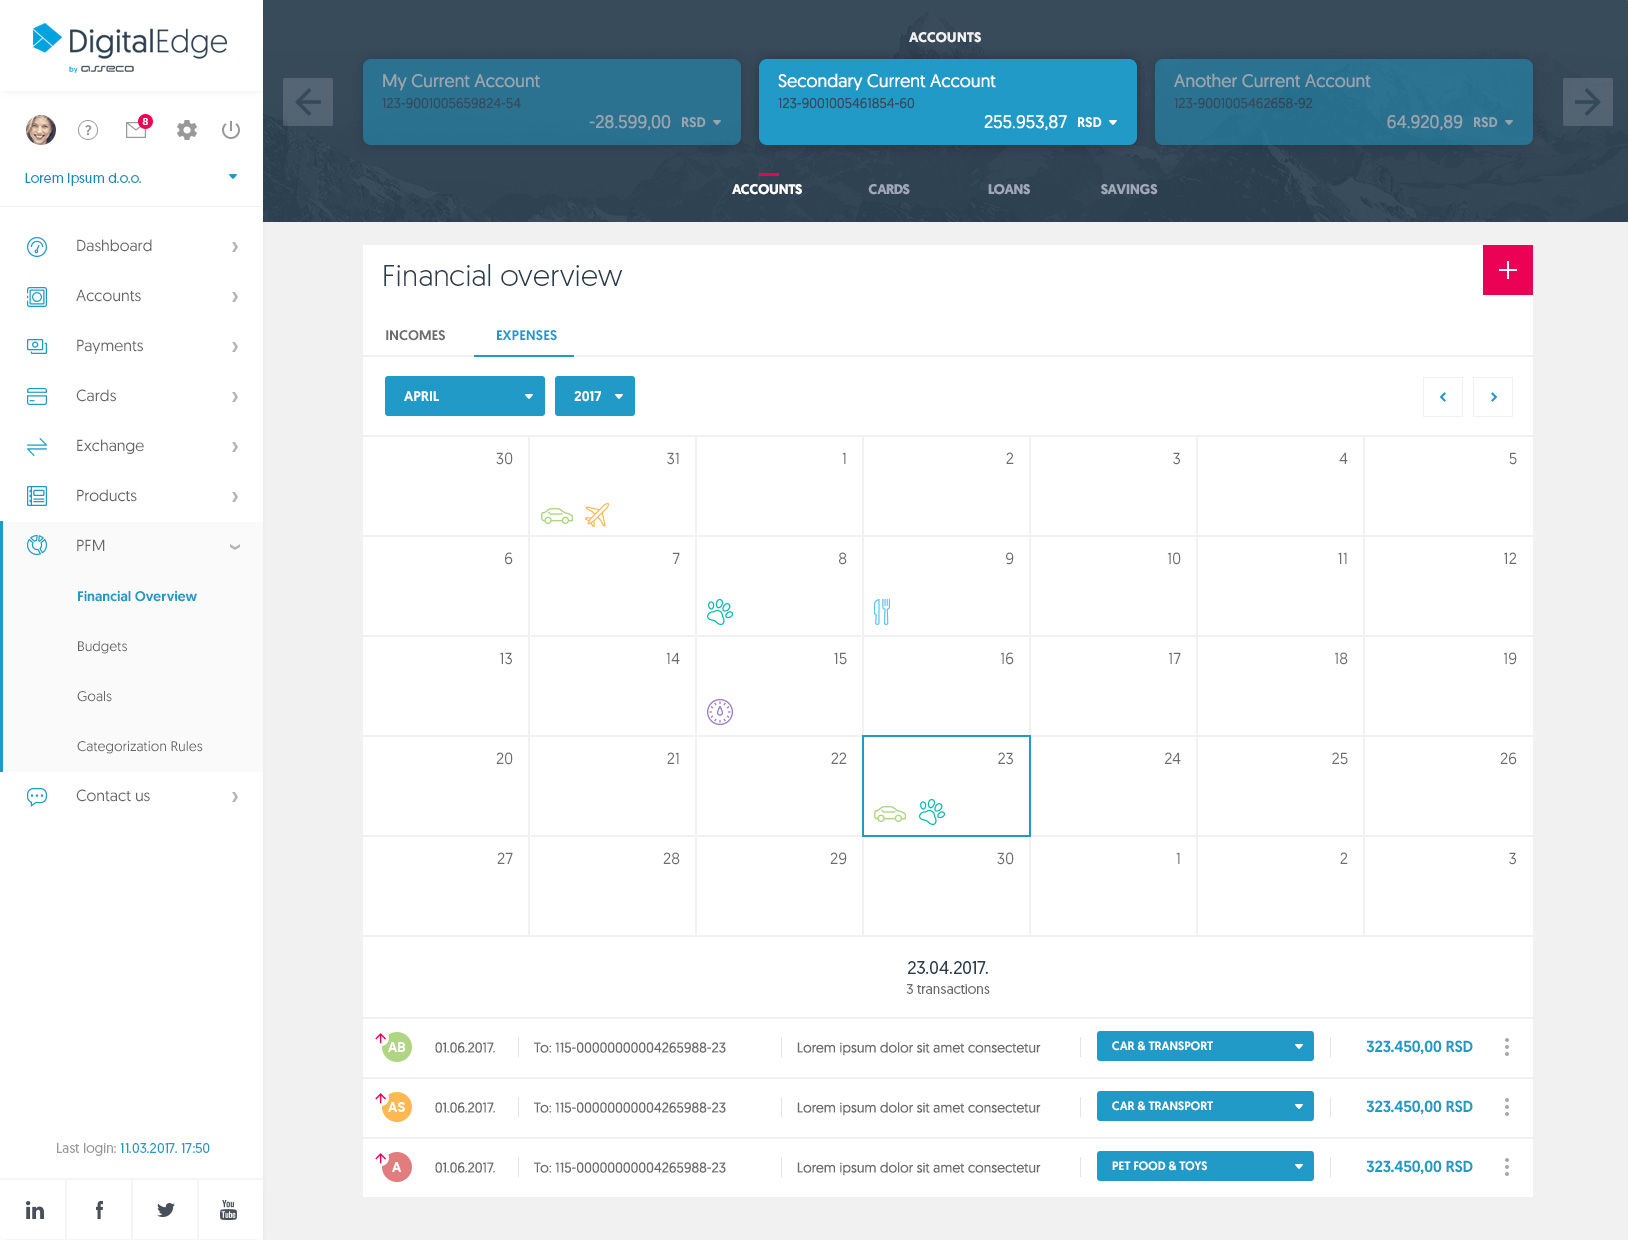 DigitalEdge
by asseco
?
8
Lorem Ipsum d.o.o.
Dashboard
Accounts
Payments
Cards
Exchange
Products
PFM
Financial Overview
Budgets
Goals
Categorization Rules
Contact us
Last login: 11.03.2017. 17:50
in
f
You
Tube
ACCOUNTS
My Current Account
123-9001005659824-54
-28.599,00 RSD
Secondary Current Account
123-9001005461854-60
255.953,87 RSD
Another Current Account
123-9001005462658-92
64.920,89 RSD
ACCOUNTS CARDS LOANS SAVINGS
Financial overview
INCOMES EXPENSES
APRIL 2017
30 31 1 2 3 4 5
6 7 8 9 10 11 12
13 14 15 16 17 18 19
20 21 22 23 24 25 26
27 28 29 30 1 2 3
23.04.2017.
3 transactions
AB 01.06.2017. To: 115-00000000004265988-23 Lorem ipsum dolor sit amet consectetur CAR & TRANSPORT 323.450,00 RSD
AS 01.06.2017. To: 115-00000000004265988-23 Lorem ipsum dolor sit amet consectetur CAR & TRANSPORT 323.450,00 RSD
A 01.06.2017. To: 115-00000000004265988-23 Lorem ipsum dolor sit amet consectetur PET FOOD & TOYS 323.450,00 RSD